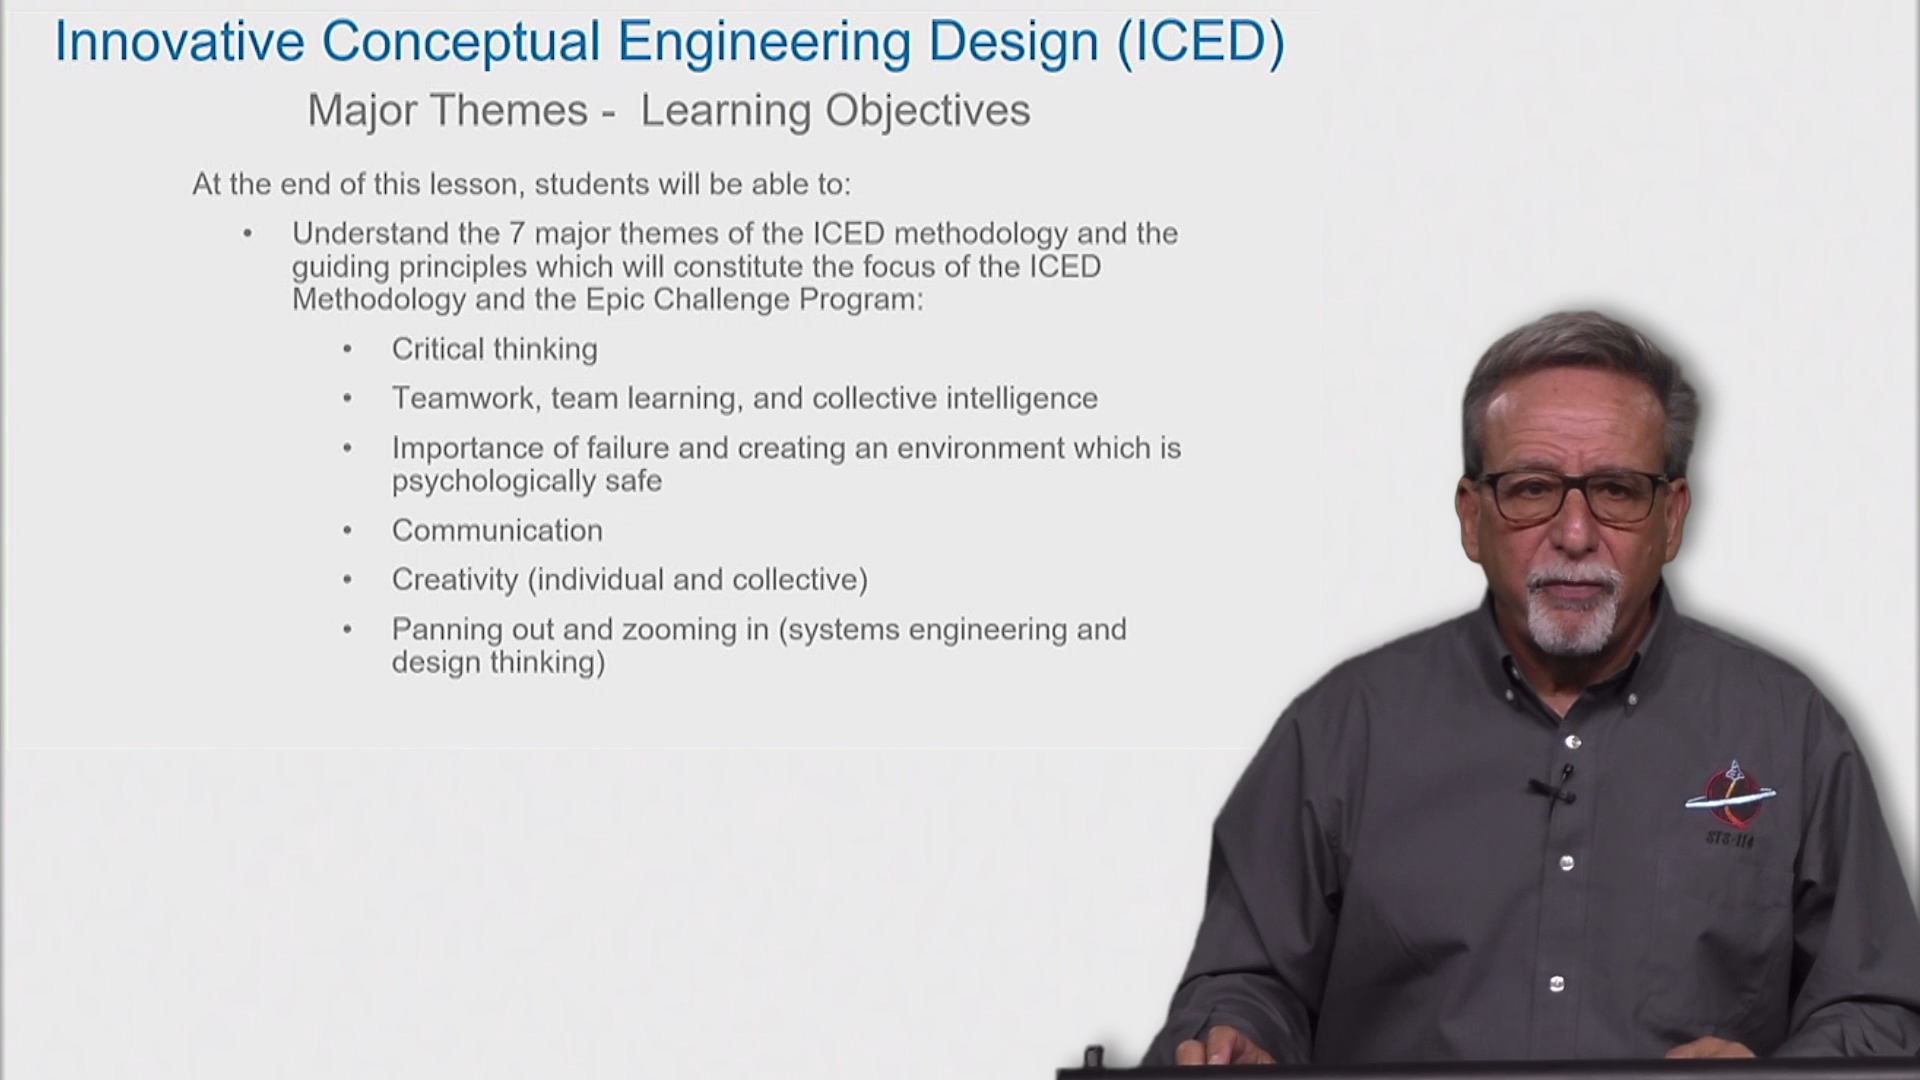 Innovative Conceptual Engineering Design (ICED)
Major Themes - Learning Objectives
At the end of this lesson, students will be able to:
• Understand the 7 major themes of the ICED methodology and the
guiding principles which will constitute the focus of the ICED
Methodology and the Epic Challenge Program:
• Critical thinking
• Teamwork, team learning, and collective intelligence
• Importance of failure and creating an environment which is
psychologically safe
• Communication
• Creativity (individual and collective)
• Panning out and zooming in (systems engineering and
design thinking)
STS-114